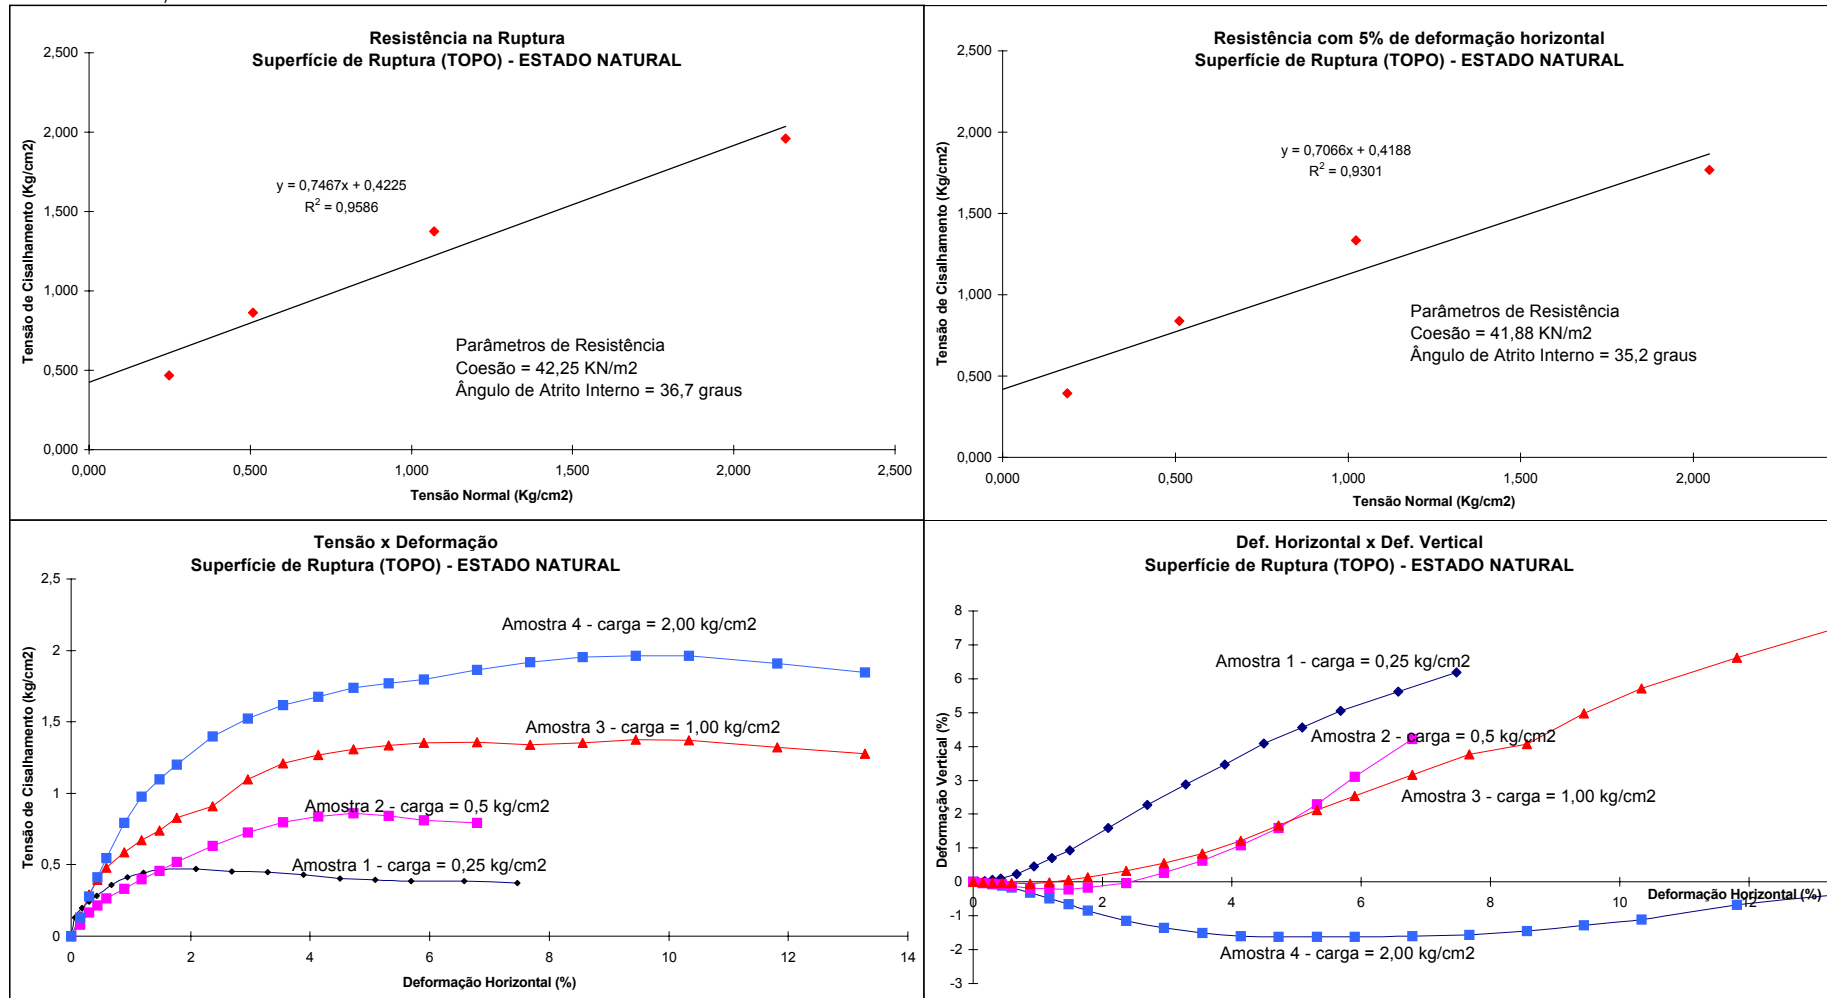 Resistência na Ruptura
Superfície de Ruptura (TOPO) - ESTADO NATURAL
2,500
2,000
1,500
1,000
0,500
0,000
Tensão de Cisalhamento (Kg/cm2)
y = 0,7467x + 0,4225
R2 = 0,9586
Parâmetros de Resistência
Coesão = 42,25 KN/m2
Ângulo de Atrito Interno = 36,7 graus
0,000 0,500 1,000 1,500 2,000 2,500
Tensão Normal (Kg/cm2)
Resistência com 5% de deformação horizontal
Superfície de Ruptura (TOPO) - ESTADO NATURAL
2,500
2,000
1,500
1,000
0,500
0,000
Tensão de Cisalhamento (Kg/cm2)
y = 0,7066x + 0,4188
R2 = 0,9301
Parâmetros de Resistência
Coesão = 41,88 KN/m2
Ângulo de Atrito Interno = 35,2 graus
0,000 0,500 1,000 1,500 2,000
Tensão Normal (Kg/cm2)
Tensão x Deformação
Superfície de Ruptura (TOPO) - ESTADO NATURAL
2,5
2
1,5
1
0,5
0
Tensão de Cisalhamento (kg/cm2)
Amostra 4 - carga = 2,00 kg/cm2
Amostra 3 - carga = 1,00 kg/cm2
Amostra 2 - carga = 0,5 kg/cm2
Amostra 1 - carga = 0,25 kg/cm2
0 2 4 6 8 10 12 14
Deformação Horizontal (%)
Def. Horizontal x Def. Vertical
Superfície de Ruptura (TOPO) - ESTADO NATURAL
8
7
6
5
4
3
2
1
0
-1
-2
-3
Deformação Vertical (%)
Amostra 1 - carga = 0,25 kg/cm2
Amostra 2 - carga = 0,5 kg/cm2
Amostra 3 - carga = 1,00 kg/cm2
Deformação Horizontal (%)
0 2 4 6 8 10 12
Amostra 4 - carga = 2,00 kg/cm2